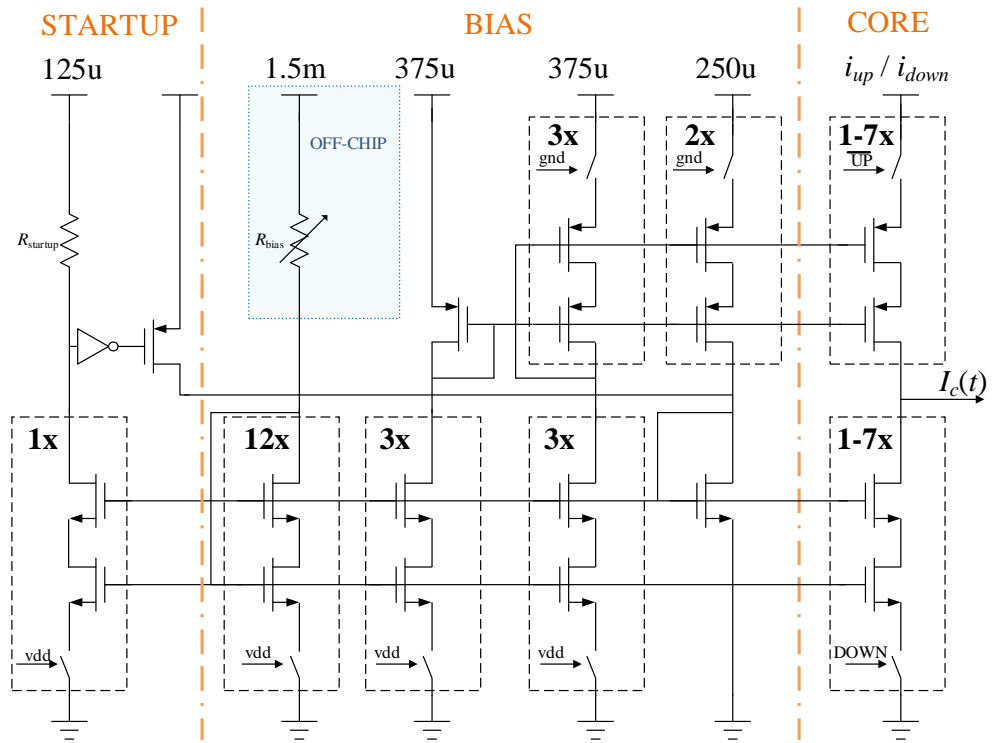 STARTUP BIAS CORE
125u 1.5m 375u 375u 250u i_up / i_down
OFF-CHIP
3x 2x 1-7x
gnd gnd UP
R_startup R_bias
I_c(t)
1x 12x 3x 3x 1-7x
vdd vdd vdd vdd DOWN